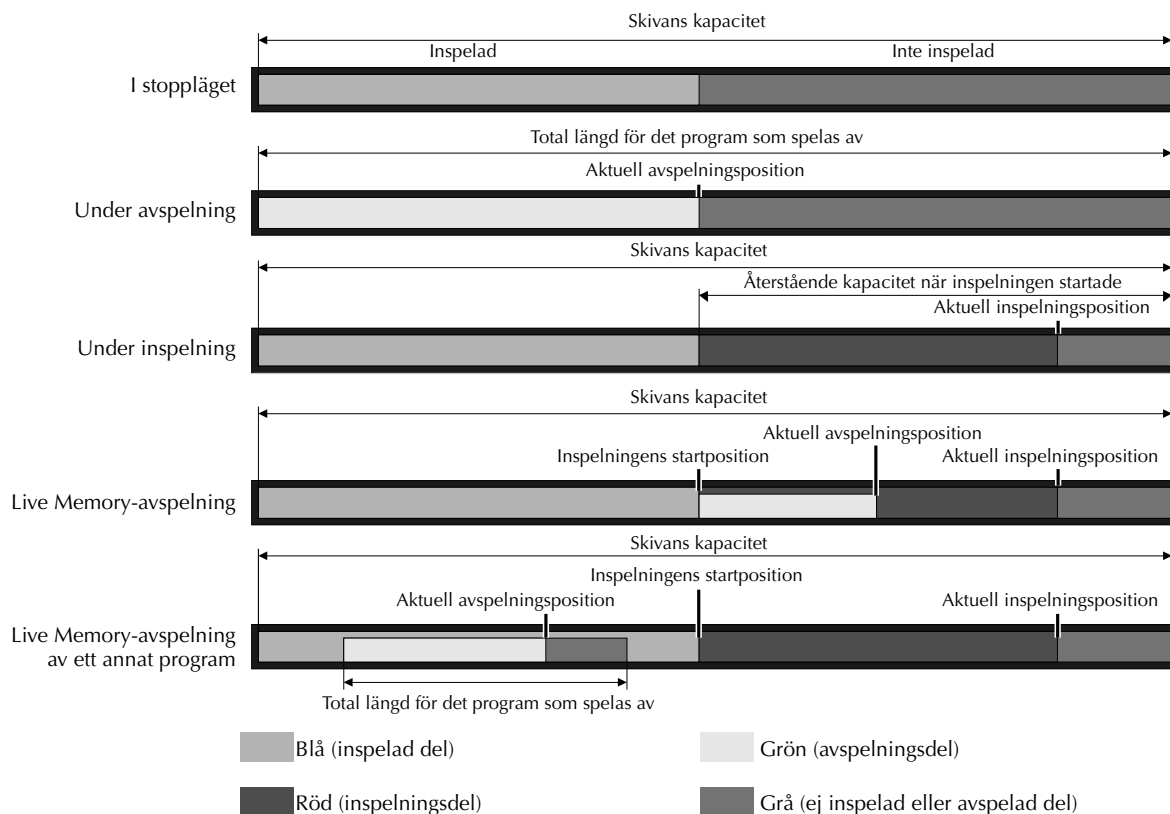 Skivans kapacitet
Inspelad
Inte inspelad
I stoppläget
Total längd för det program som spelas av
Aktuell avspelningsposition
Under avspelning
Skivans kapacitet
Återstående kapacitet när inspelningen startade
Aktuell inspelningsposition
Under inspelning
Skivans kapacitet
Aktuell avspelningsposition
Inspelningens startposition
Aktuell inspelningsposition
Live Memory-avspelning
Skivans kapacitet
Inspelningens startposition
Aktuell avspelningsposition
Aktuell inspelningsposition
Live Memory-avspelning
av ett annat program
Total längd för det program som spelas av
Blå (inspelad del)
Grön (avspelningsdel)
Röd (inspelningsdel)
Grå (ej inspelad eller avspelad del)